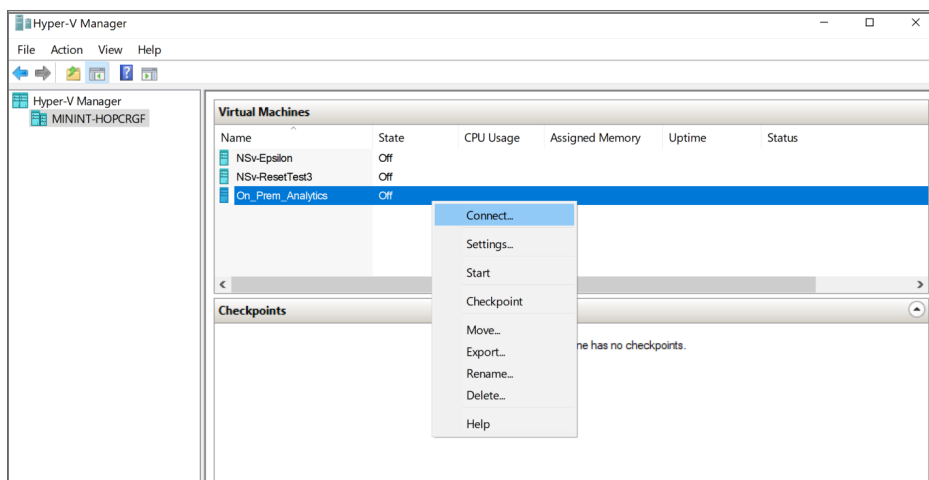 Hyper-V Manager
File Action View Help
Hyper-V Manager
MININT-HOPCRGF
Virtual Machines
Name State CPU Usage Assigned Memory Uptime Status
NSv-Epsilon Off
NSv-ResetTest3 Off
On_Prem_Analytics Off
Connect...
Settings...
Start
Checkpoint
Move...
Export...
Rename...
Delete...
Help
Checkpoints
ne has no checkpoints.